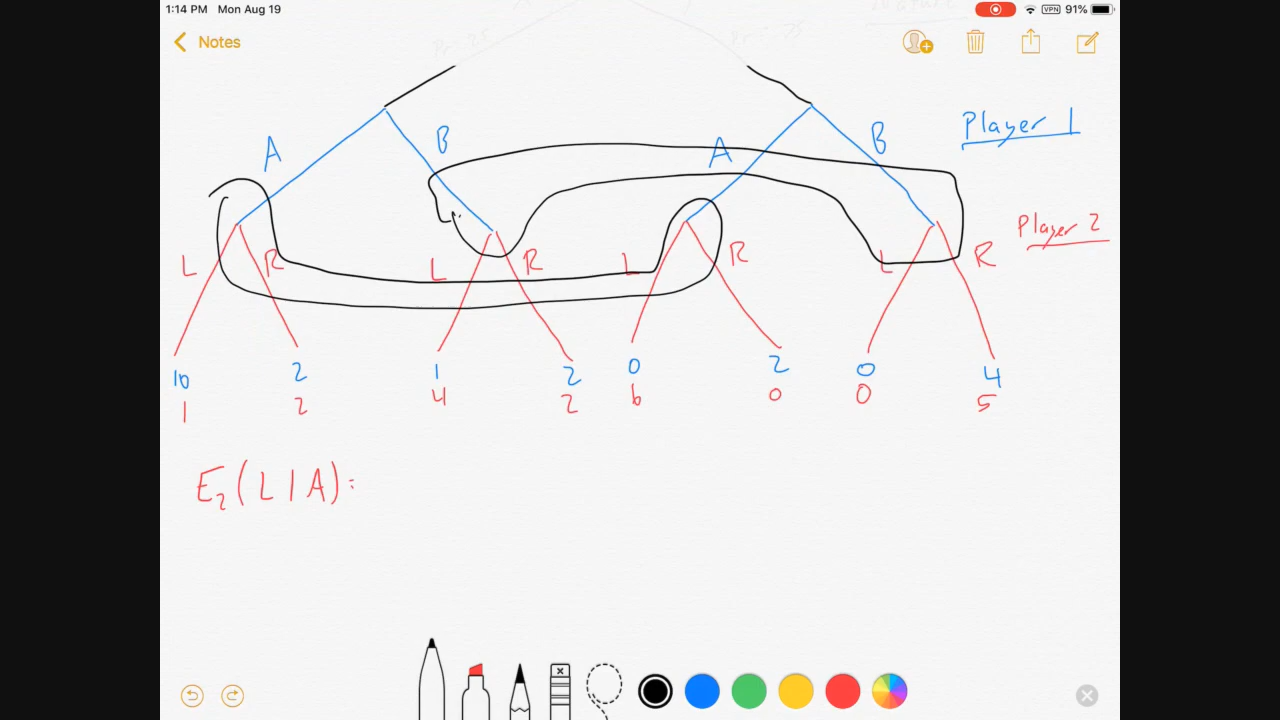 1:14 PM Mon Aug 19
VPN 91%
Notes
Player 1
A B A B
Player 2
L R L R L R L R
10 2 1 2 0 2 0 4
1 2 4 2 6 0 0 5
E₂(L|A)=